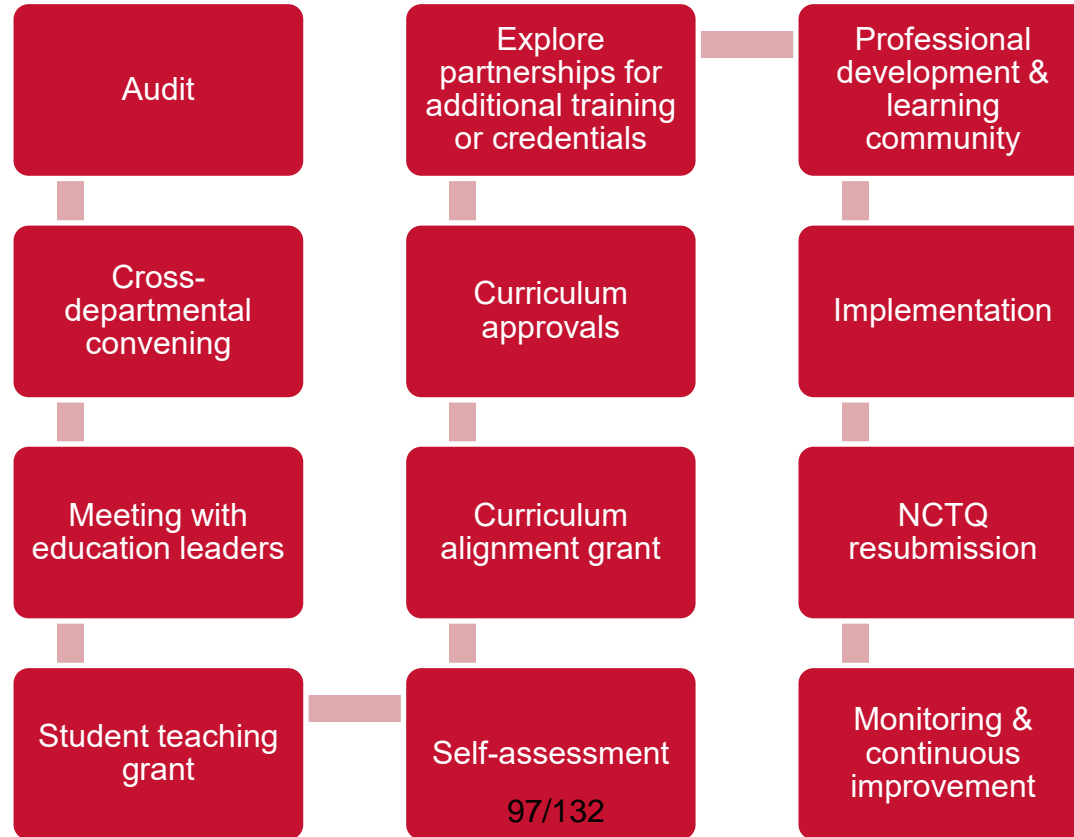 Audit
Cross-
departmental
convening
Meeting with
education leaders
Student teaching
grant
Self-assessment
Curriculum
alignment grant
Curriculum
approvals
Explore
partnerships for
additional training
or credentials
Professional
development &
learning
community
Implementation
NCTQ
resubmission
Monitoring &
continuous
improvement
97/132